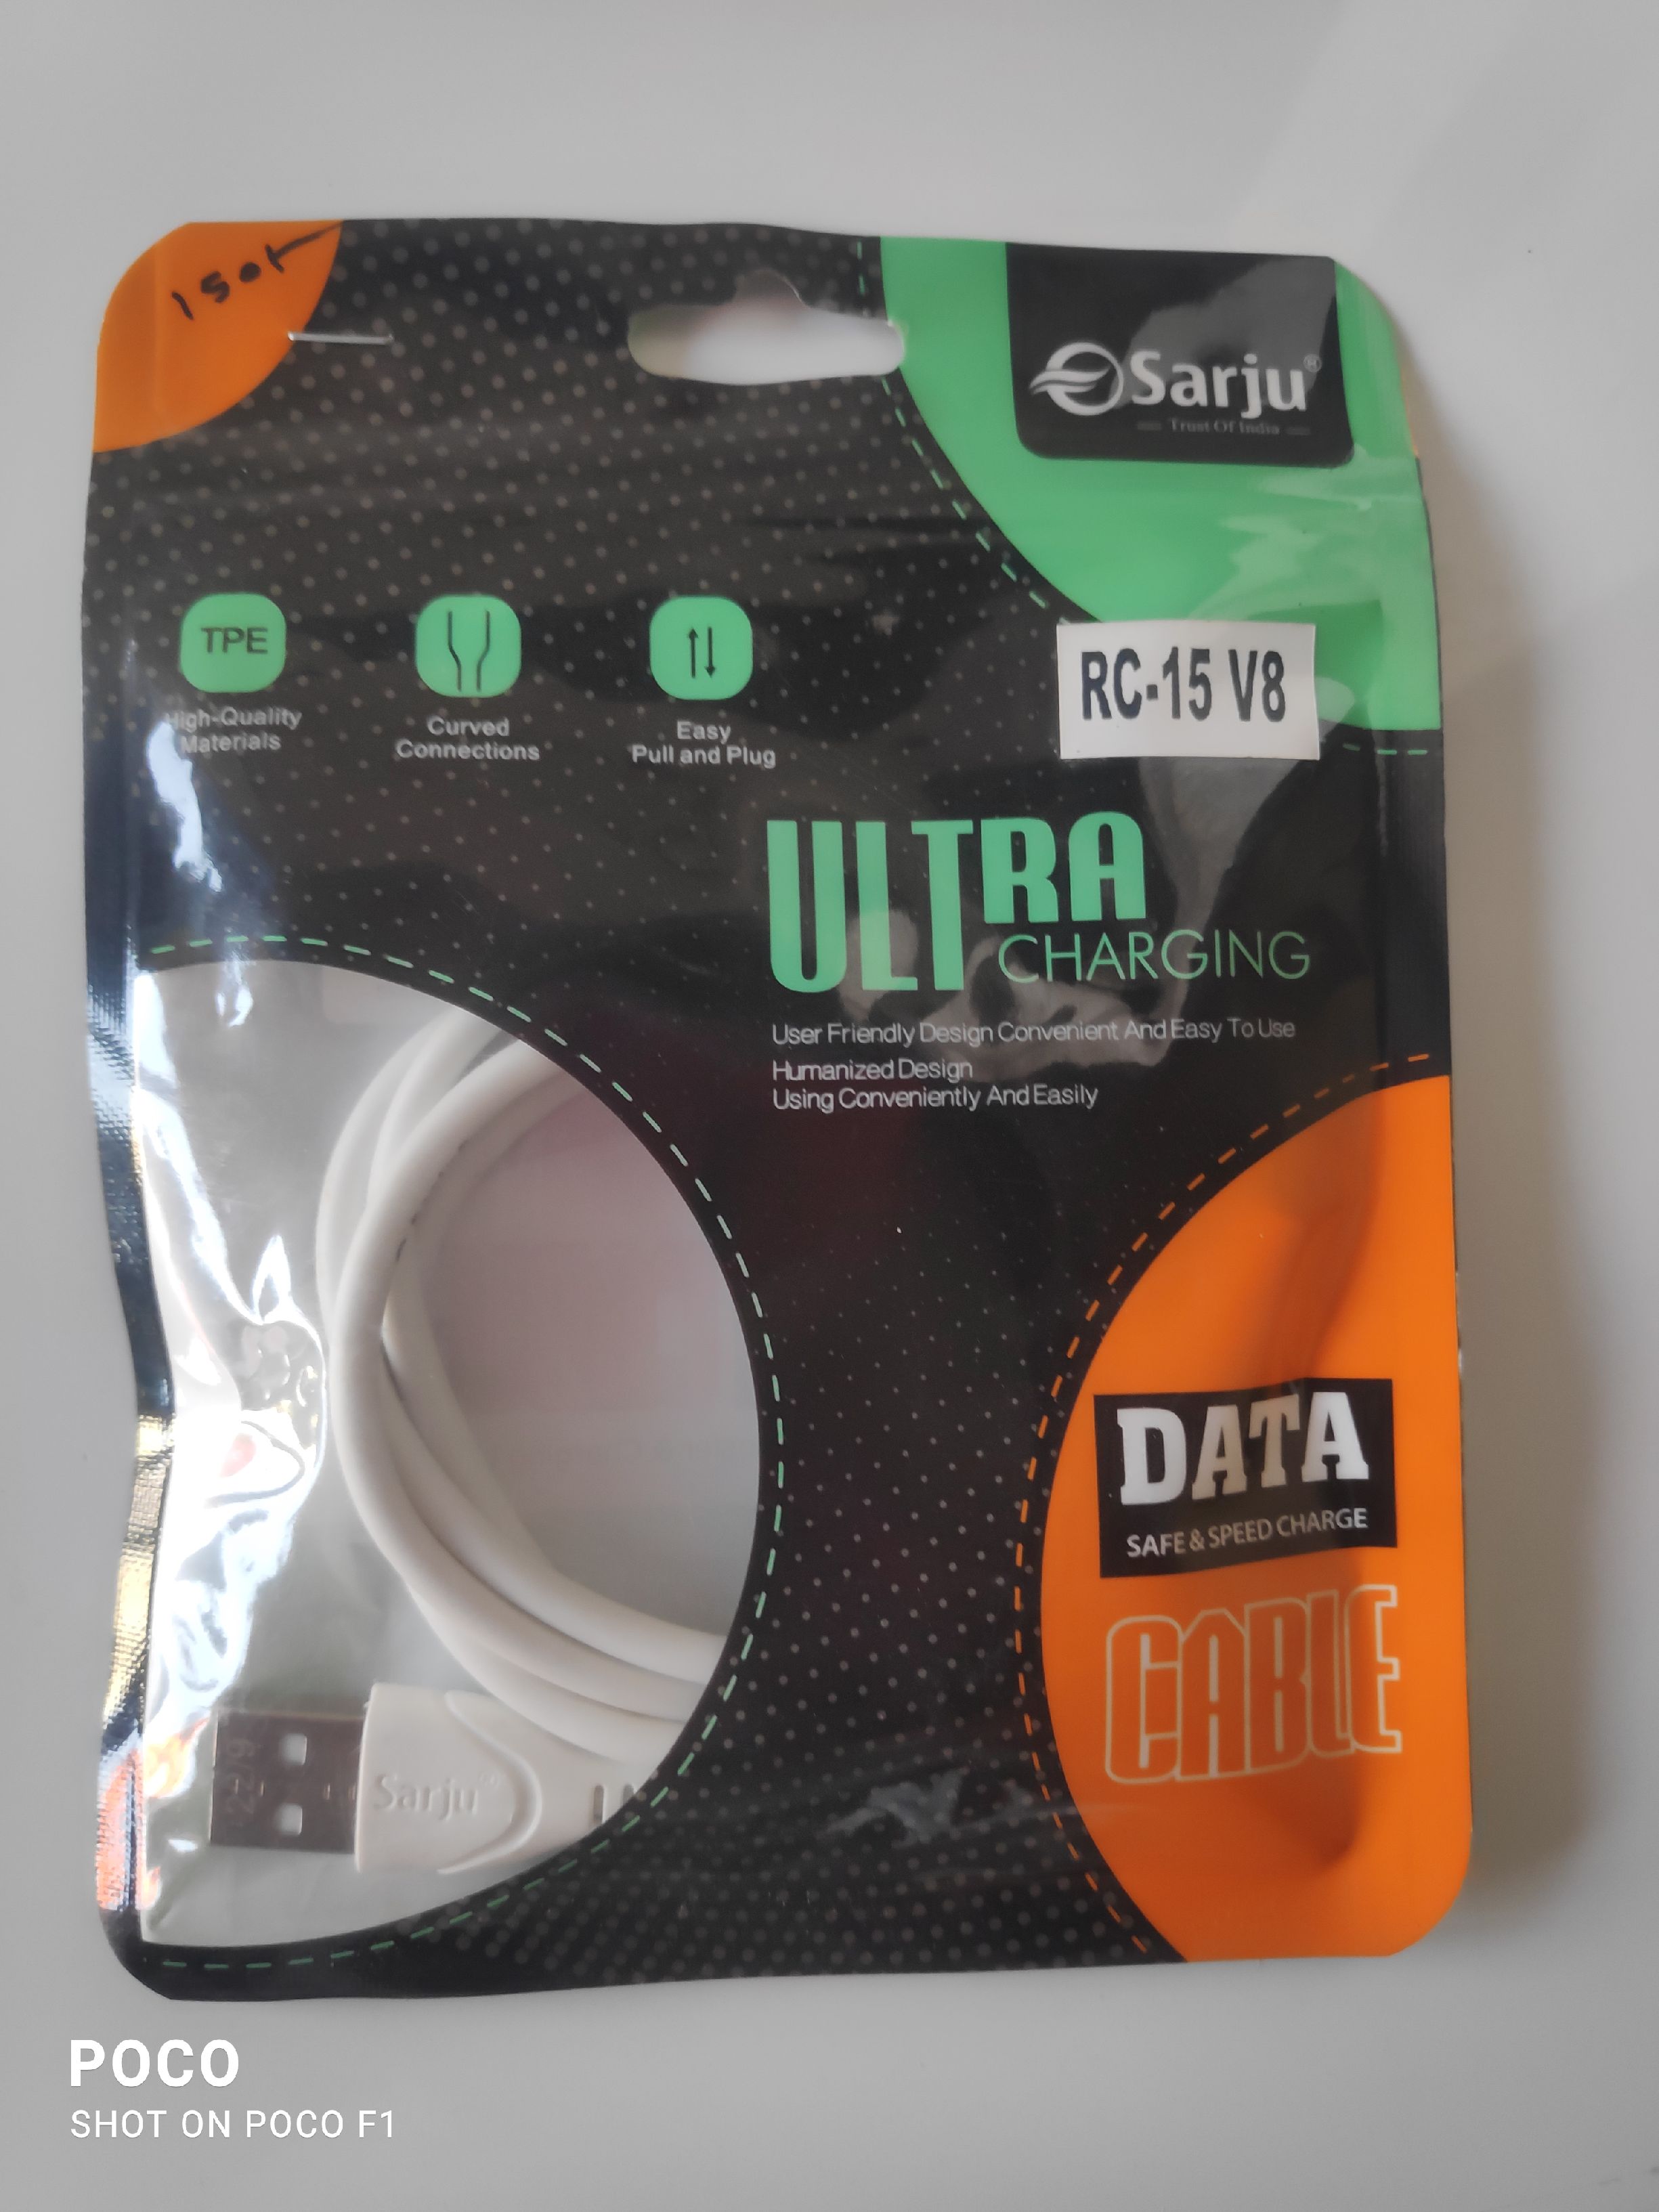 Sarju®
Trust Of India
TPE
High-Quality
Materials
Curved
Connections
Easy
Pull and Plug
RC-15 V8
ULTRA
CHARGING
User Friendly Design Convenient And Easy To Use
Humanized Design
Using Conveniently And Easily
DATA
SAFE & SPEED CHARGE
CABLE
Sarju
POCO
SHOT ON POCO F1